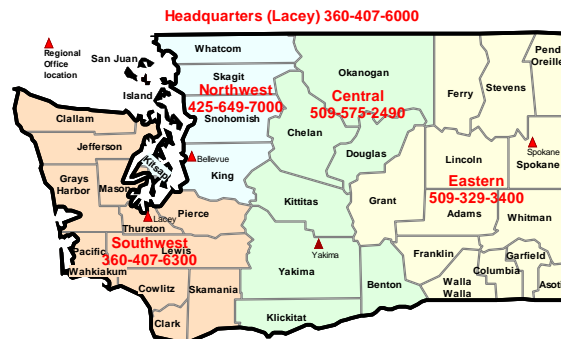 Headquarters (Lacey) 360-407-6000
Regional
Office
location
San Juan
Island
Whatcom
Skagit
Northwest
425-649-7000
Snohomish
King
Bellevue
Kitsap
Clallam
Jefferson
Grays
Harbor
Mason
Lacey
Thurston
Pierce
Southwest
360-407-6300
Pacific
Lewis
Wahkiakum
Cowlitz
Skamania
Clark
Okanogan
Central
509-575-2490
Chelan
Douglas
Kittitas
Yakima
Yakima
Benton
Klickitat
Ferry
Stevens
Pend
Oreille
Lincoln
Spokane
Spokane
Eastern
509-329-3400
Grant
Adams
Whitman
Franklin
Walla
Walla
Columbia
Garfield
Asoti